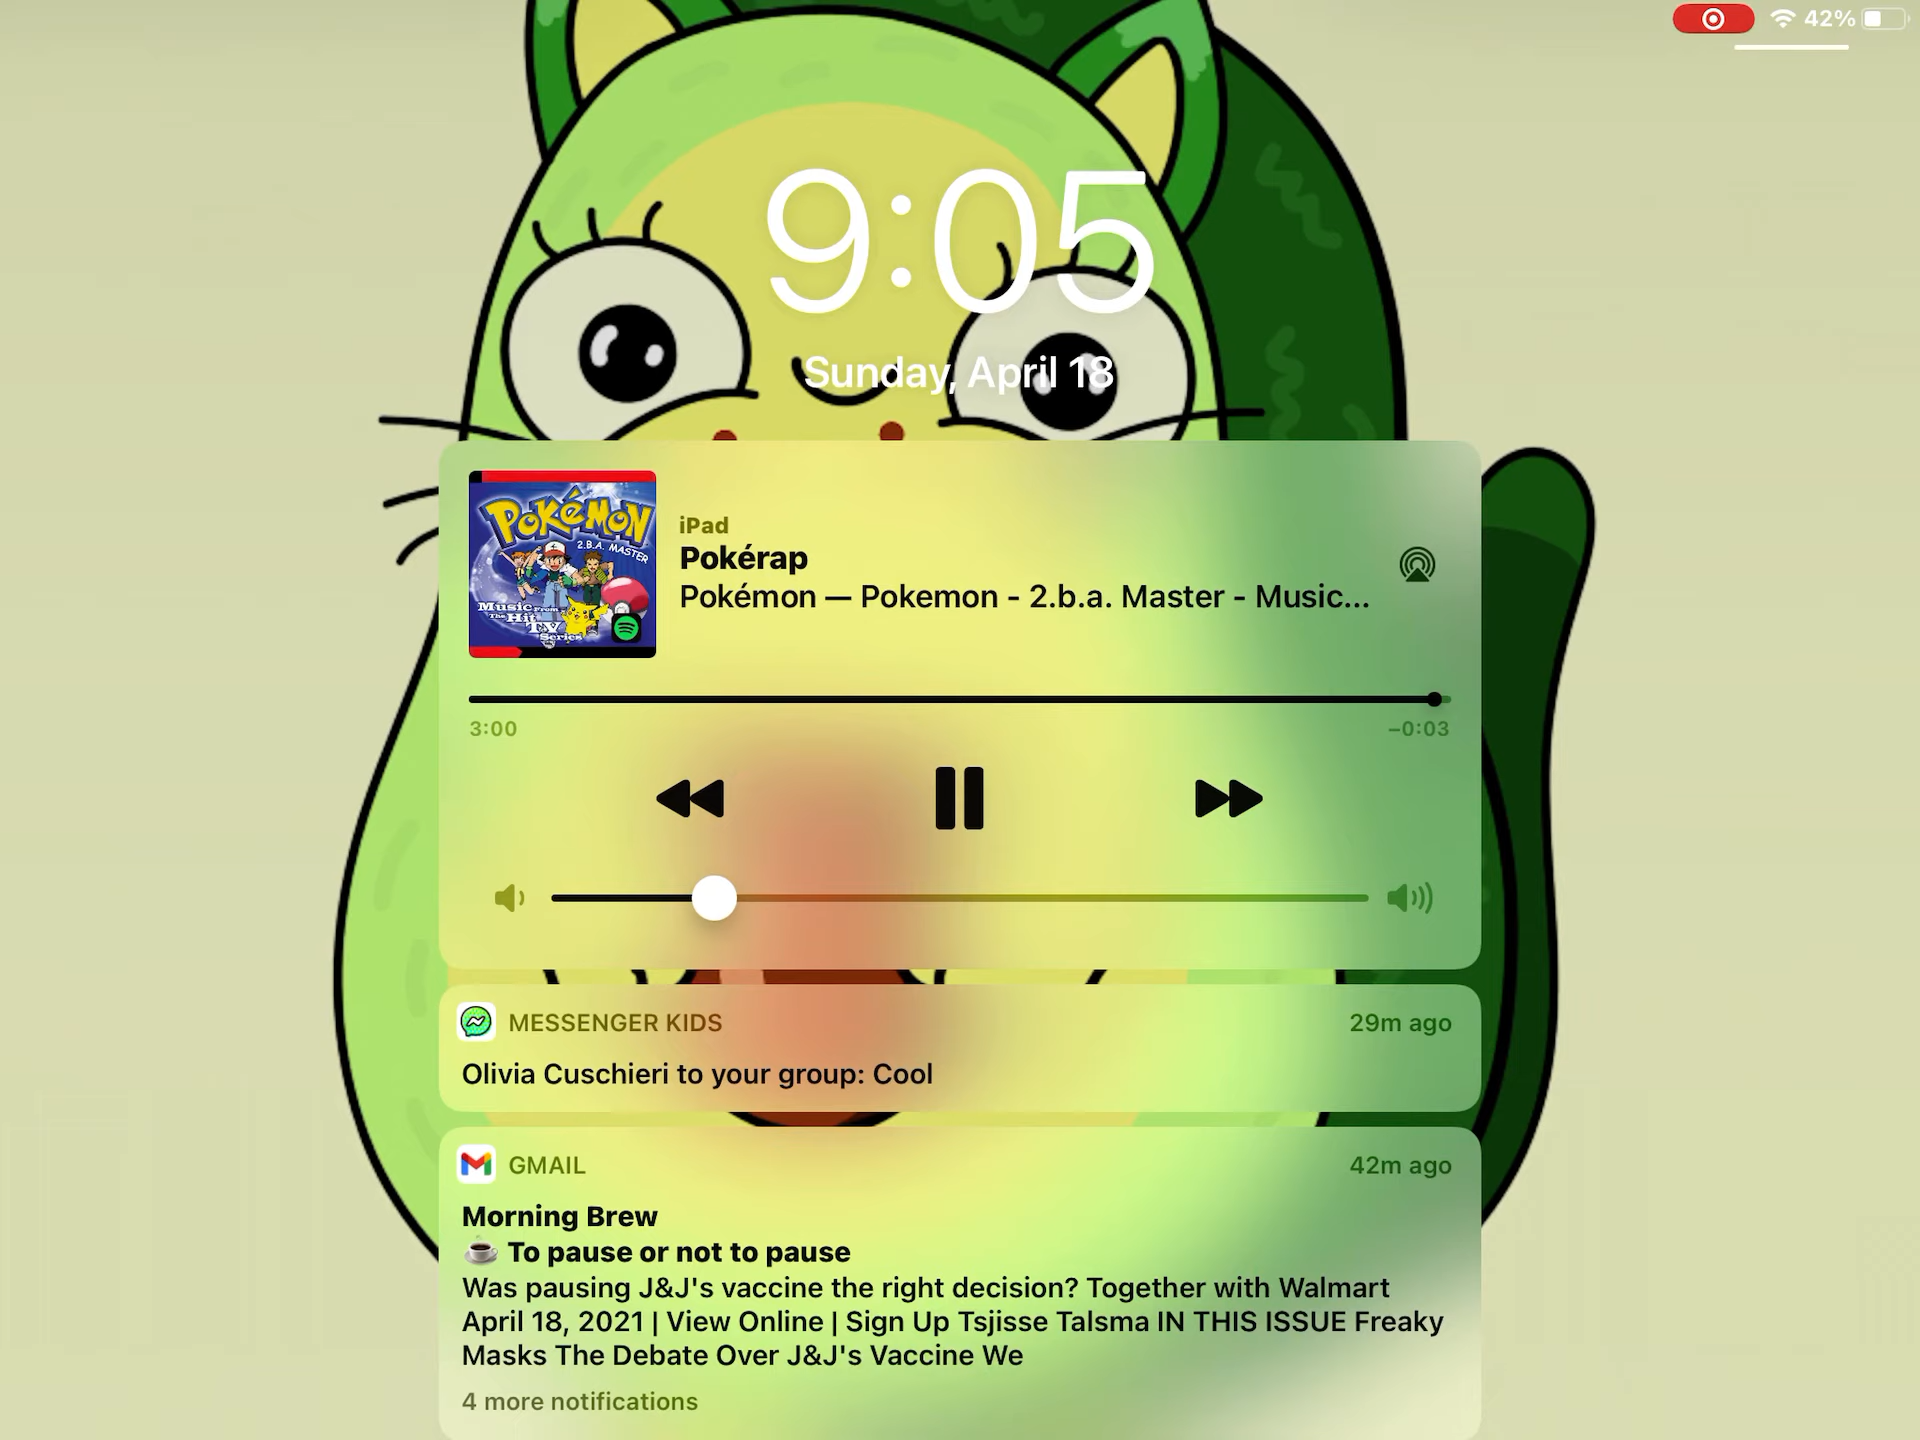 42%
9:05
Sunday, April 18
POKéMON
2.B.A. MASTER
Music From
The Hit
TV
Series
iPad
Pokérap
Pokémon — Pokemon - 2.b.a. Master - Music...
3:00
–0:03
MESSENGER KIDS
29m ago
Olivia Cuschieri to your group: Cool
GMAIL
42m ago
Morning Brew
☕ To pause or not to pause
Was pausing J&J's vaccine the right decision? Together with Walmart
April 18, 2021 | View Online | Sign Up Tsjisse Talsma IN THIS ISSUE Freaky
Masks The Debate Over J&J's Vaccine We
4 more notifications